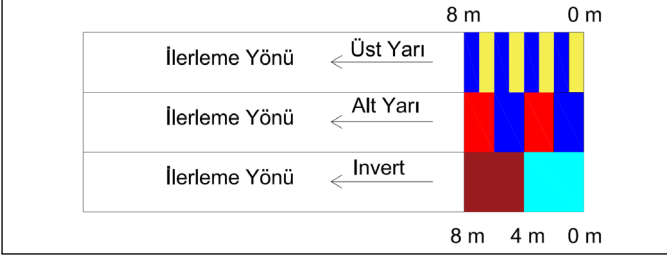 8 m 0 m
İlerleme Yönü Üst Yarı
İlerleme Yönü Alt Yarı
İlerleme Yönü Invert
8 m 4 m 0 m